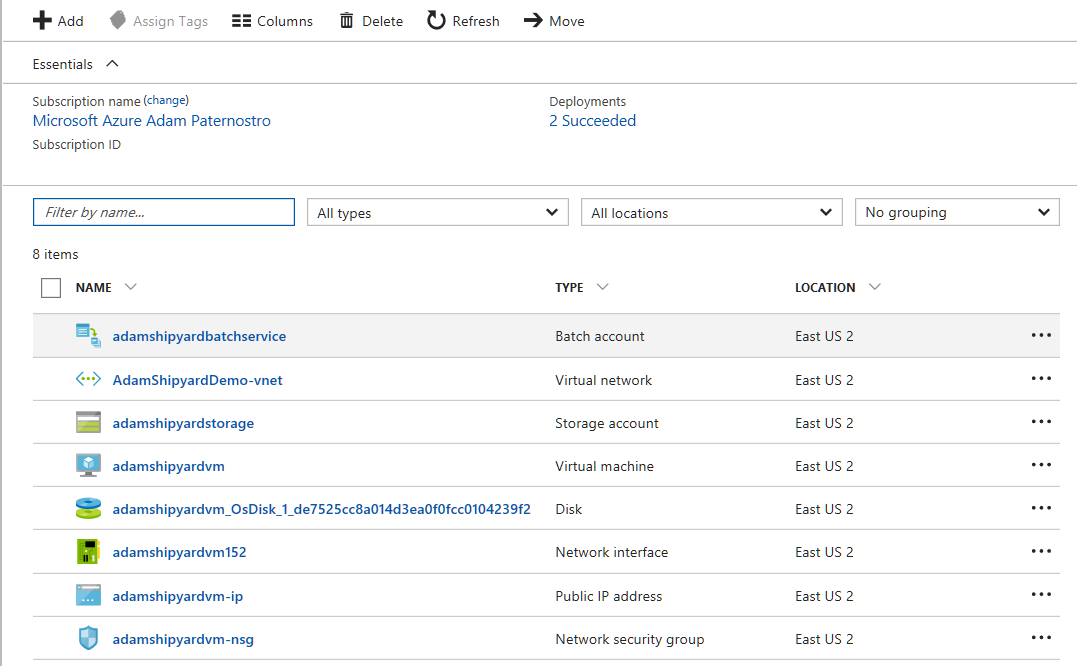 Add Assign Tags Columns Delete Refresh Move
Essentials
Subscription name (change) Deployments
Microsoft Azure Adam Paternostro 2 Succeeded
Subscription ID
Filter by name... All types All locations No grouping
8 items
NAME TYPE LOCATION
adamshipyardbatchservice Batch account East US 2
AdamShipyardDemo-vnet Virtual network East US 2
adamshipyardstorage Storage account East US 2
adamshipyardvm Virtual machine East US 2
adamshipyardvm_OsDisk_1_de7525cc8a014d3ea0f0fcc0104239f2 Disk East US 2
adamshipyardvm152 Network interface East US 2
adamshipyardvm-ip Public IP address East US 2
adamshipyardvm-nsg Network security group East US 2